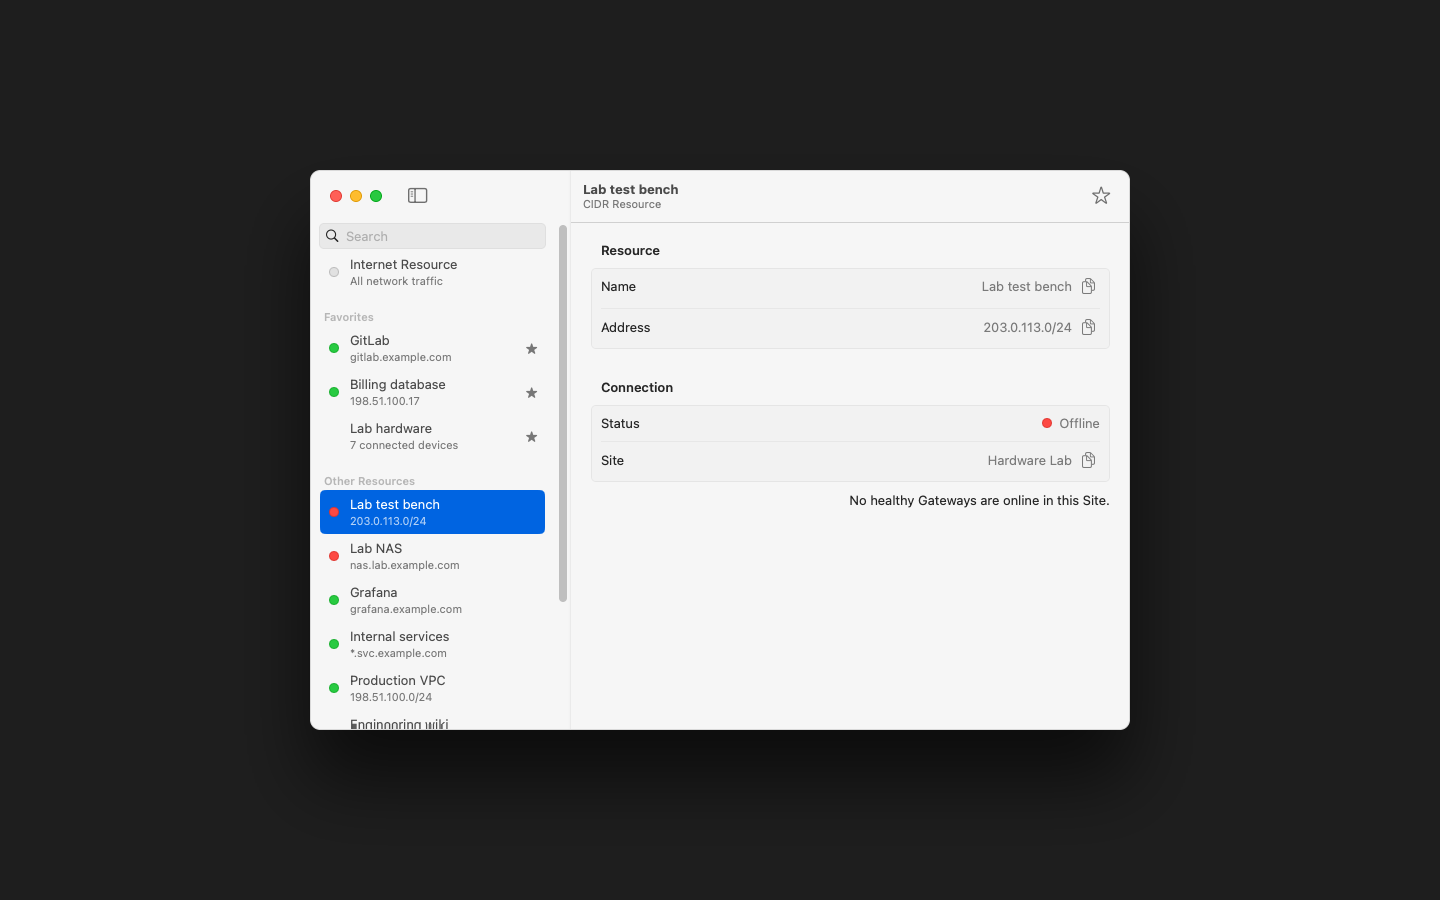 Search
Internet Resource
All network traffic
Favorites
GitLab
gitlab.example.com
Billing database
198.51.100.17
Lab hardware
7 connected devices
Other Resources
Lab test bench
203.0.113.0/24
Lab NAS
nas.lab.example.com
Grafana
grafana.example.com
Internal services
*.svc.example.com
Production VPC
198.51.100.0/24
Lab test bench
CIDR Resource
Resource
Name
Lab test bench
Address
203.0.113.0/24
Connection
Status
Offline
Site
Hardware Lab
No healthy Gateways are online in this Site.